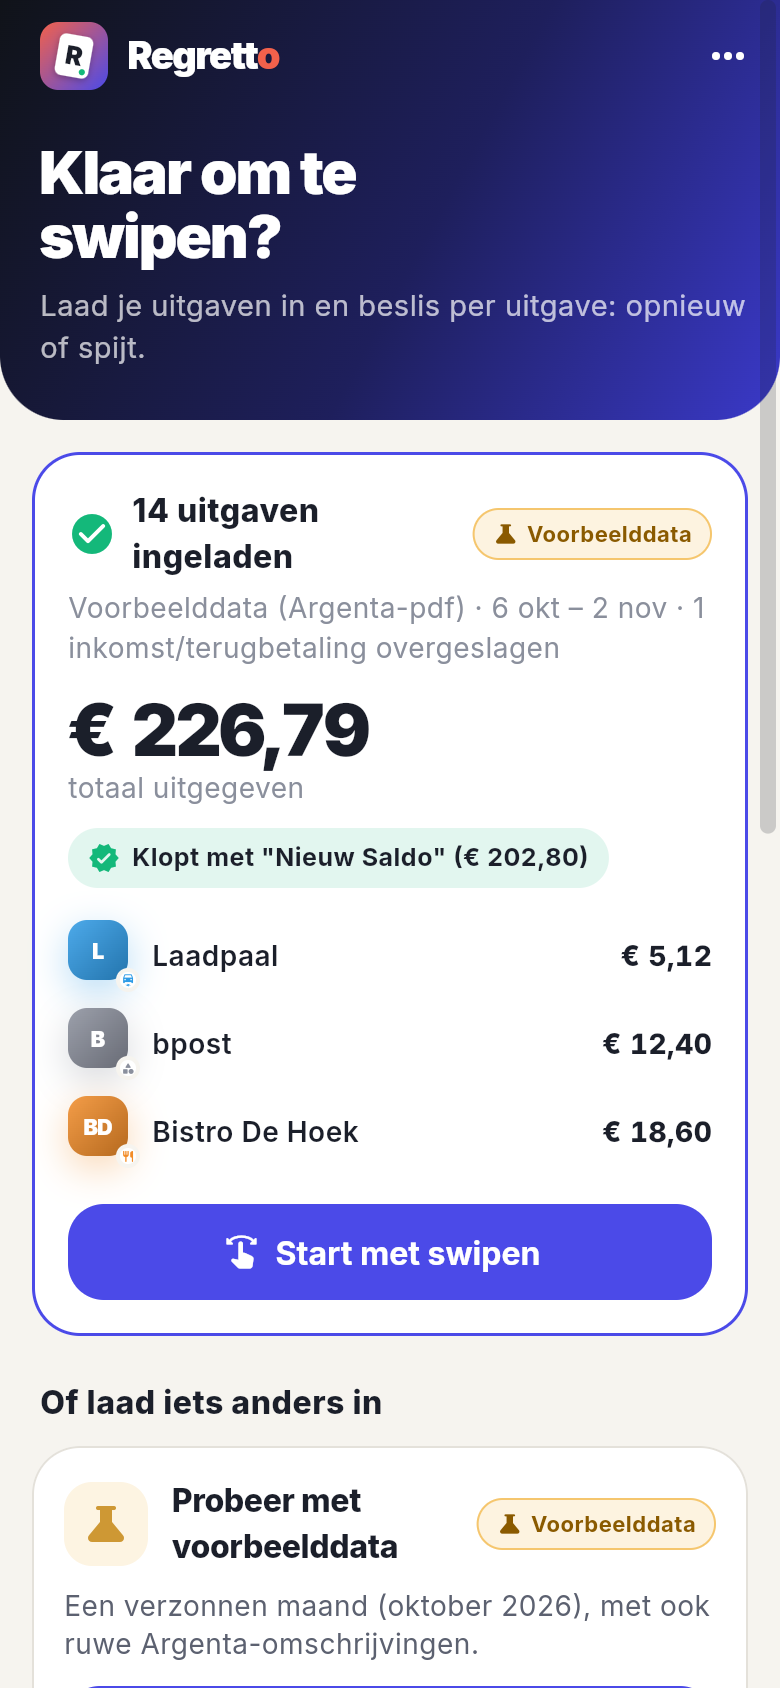 R
Regretto
Klaar om te
swipen?
Laad je uitgaven in en beslis per uitgave: opnieuw
of spijt.
14 uitgaven
ingeladen
Voorbeelddata
Voorbeelddata (Argenta-pdf) · 6 okt – 2 nov · 1
inkomst/terugbetaling overgeslagen
€ 226,79
totaal uitgegeven
Klopt met "Nieuw Saldo" (€ 202,80)
L
Laadpaal
€ 5,12
B
bpost
€ 12,40
BD
Bistro De Hoek
€ 18,60
Start met swipen
Of laad iets anders in
Probeer met
voorbeelddata
Voorbeelddata
Een verzonnen maand (oktober 2026), met ook
ruwe Argenta-omschrijvingen.